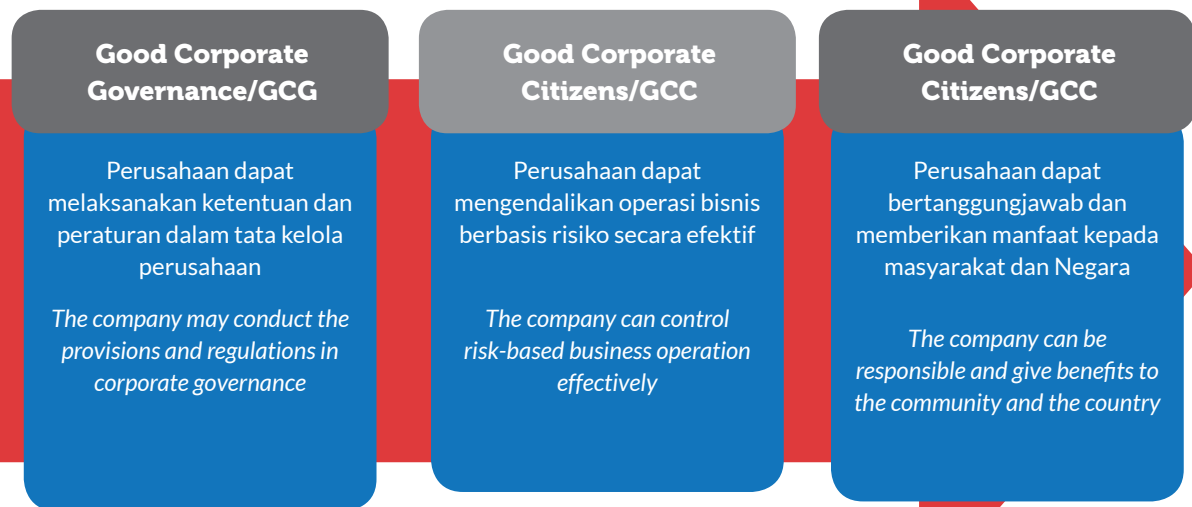 Good Corporate
Governance/GCG
Perusahaan dapat
melaksanakan ketentuan dan
peraturan dalam tata kelola
perusahaan
The company may conduct the
provisions and regulations in
corporate governance
Good Corporate
Citizens/GCC
Perusahaan dapat
mengendalikan operasi bisnis
berbasis risiko secara efektif
The company can control
risk-based business operation
effectively
Good Corporate
Citizens/GCC
Perusahaan dapat
bertanggungjawab dan
memberikan manfaat kepada
masyarakat dan Negara
The company can be
responsible and give benefits to
the community and the country